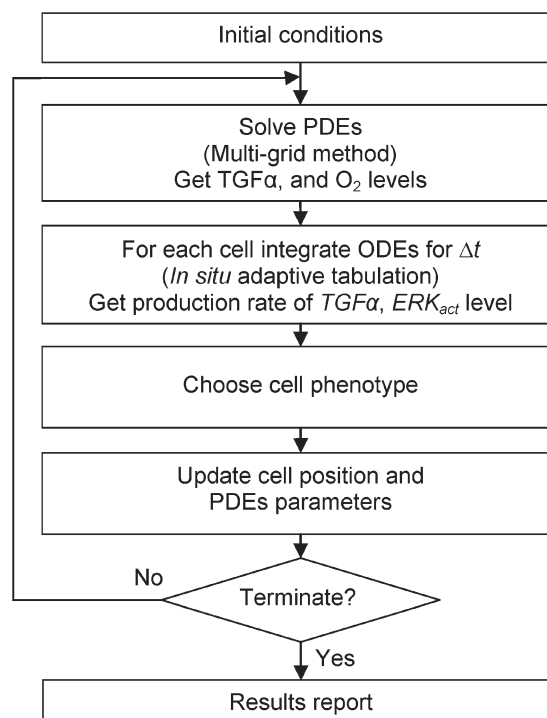 Initial conditions
Solve PDEs
(Multi-grid method)
Get TGFα, and O₂ levels
For each cell integrate ODEs for Δt
(In situ adaptive tabulation)
Get production rate of TGFα, ERKact level
Choose cell phenotype
Update cell position and
PDEs parameters
No
Terminate?
Yes
Results report